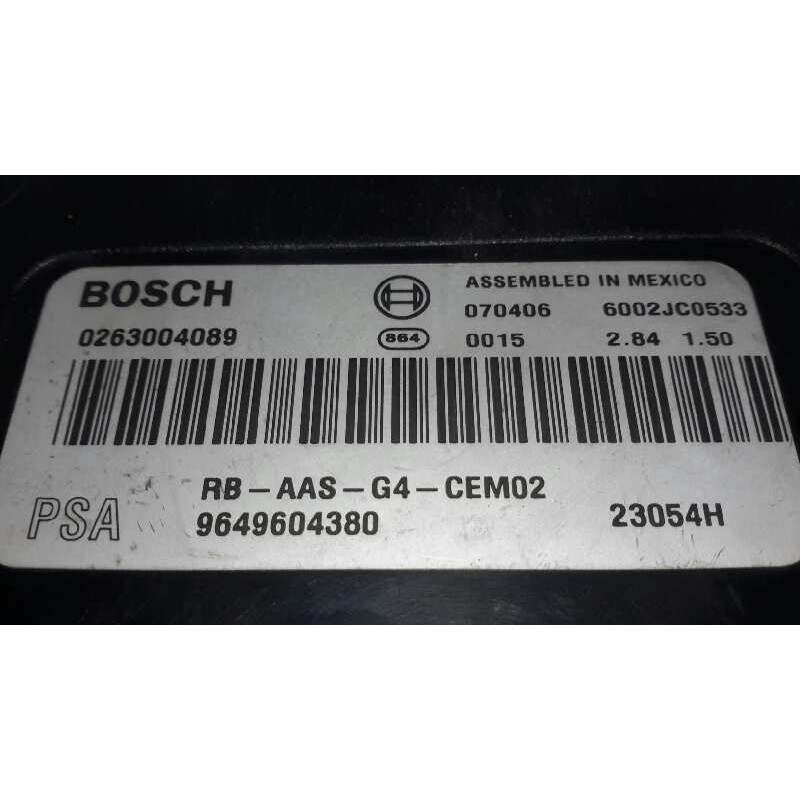 BOSCH
ASSEMBLED IN MEXICO
070406 6002JC0533
0263004089 864 0015 2.84 1.50
RB-AAS-G4-CEM02
PSA 9649604380 23054H